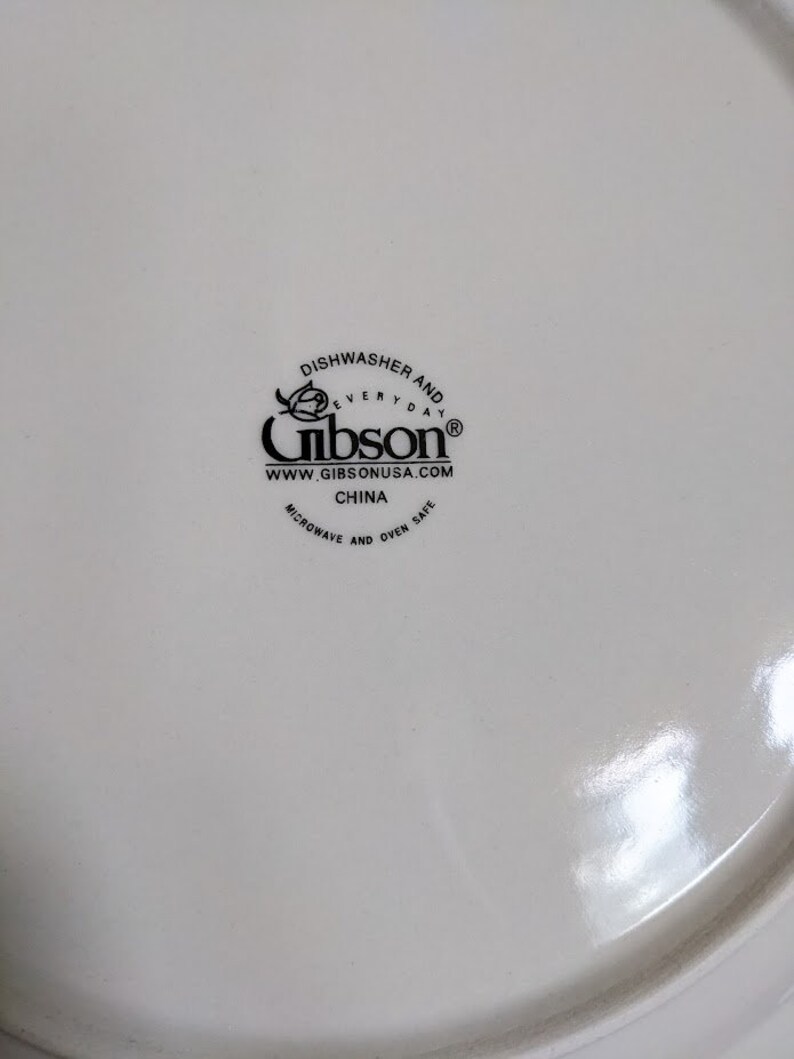 DISHWASHER AND
EVERYDAY
Gibson®
WWW.GIBSONUSA.COM
CHINA
MICROWAVE AND OVEN SAFE